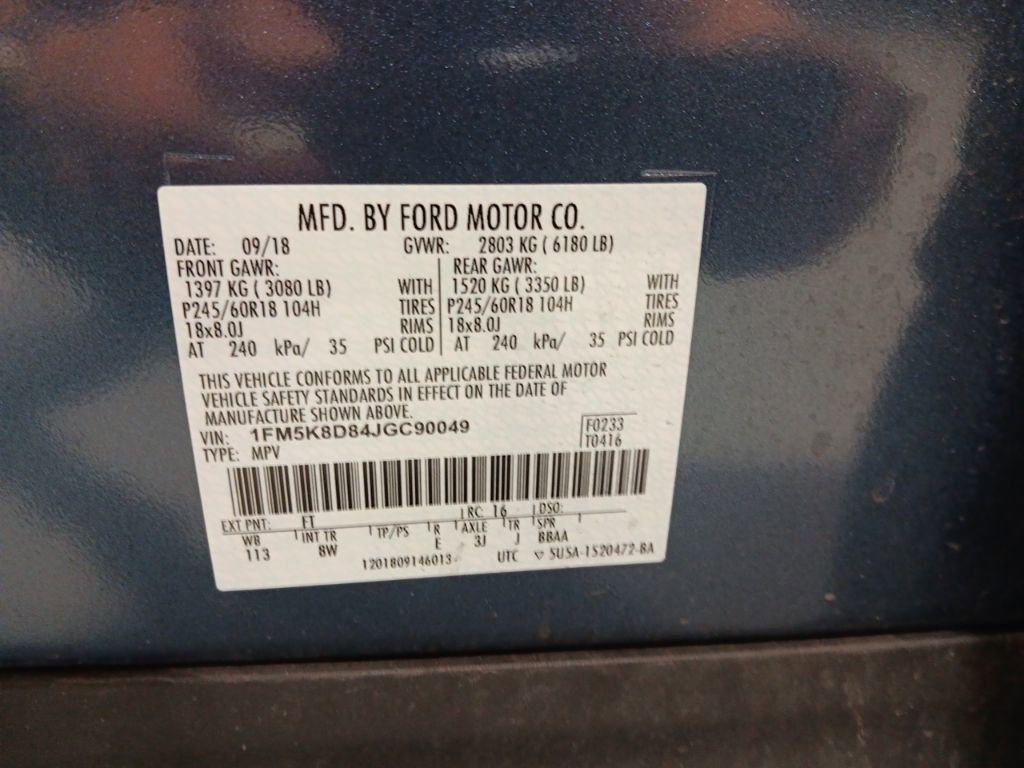 MFD. BY FORD MOTOR CO.
DATE: 09/18 GVWR: 2803 KG ( 6180 LB)
FRONT GAWR: REAR GAWR:
1397 KG ( 3080 LB) WITH 1520 KG ( 3350 LB) WITH
P245/60R18 104H TIRES P245/60R18 104H TIRES
18x8.0J RIMS 18x8.0J RIMS
AT 240 kPa/ 35 PSI COLD AT 240 kPa/ 35 PSI COLD
THIS VEHICLE CONFORMS TO ALL APPLICABLE FEDERAL MOTOR
VEHICLE SAFETY STANDARDS IN EFFECT ON THE DATE OF
MANUFACTURE SHOWN ABOVE.
VIN: 1FM5K8D84JGC90049 F0233
TYPE: MPV T0416
EXT PNT: FT RC: 16 DSO:
WB INT TR TP/PS R AXLE TR SPR
113 8W E 3J J BBAA
1201809146013 UTC ▽ 5U5A-1520472-BA